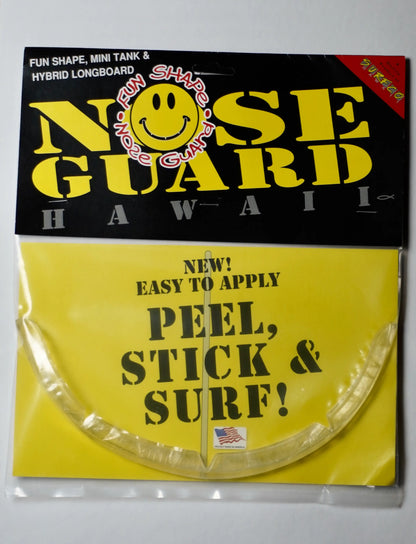 FUN SHAPE, MINI TANK &
HYBRID LONGBOARD
SURFCO
NOSE
FUN SHAPE
Nose Guard
GUARD
HAWAII
NEW!
EASY TO APPLY
PEEL,
STICK &
SURF!